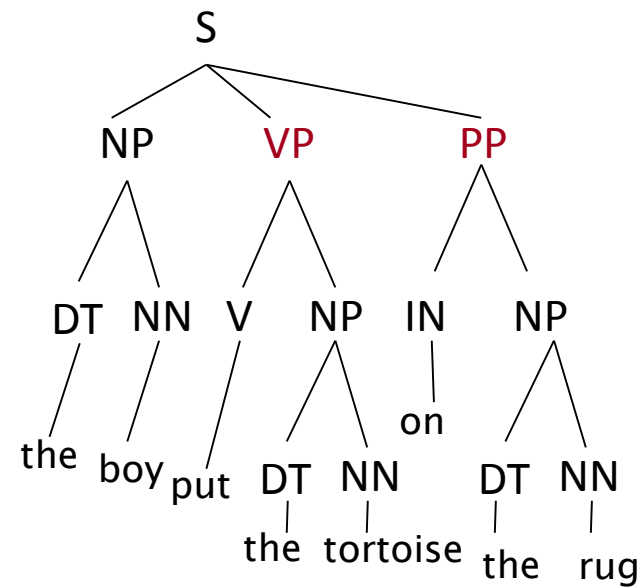 S
NP VP PP
DT NN V NP IN NP
on
the boy put DT NN DT NN
the tortoise the rug